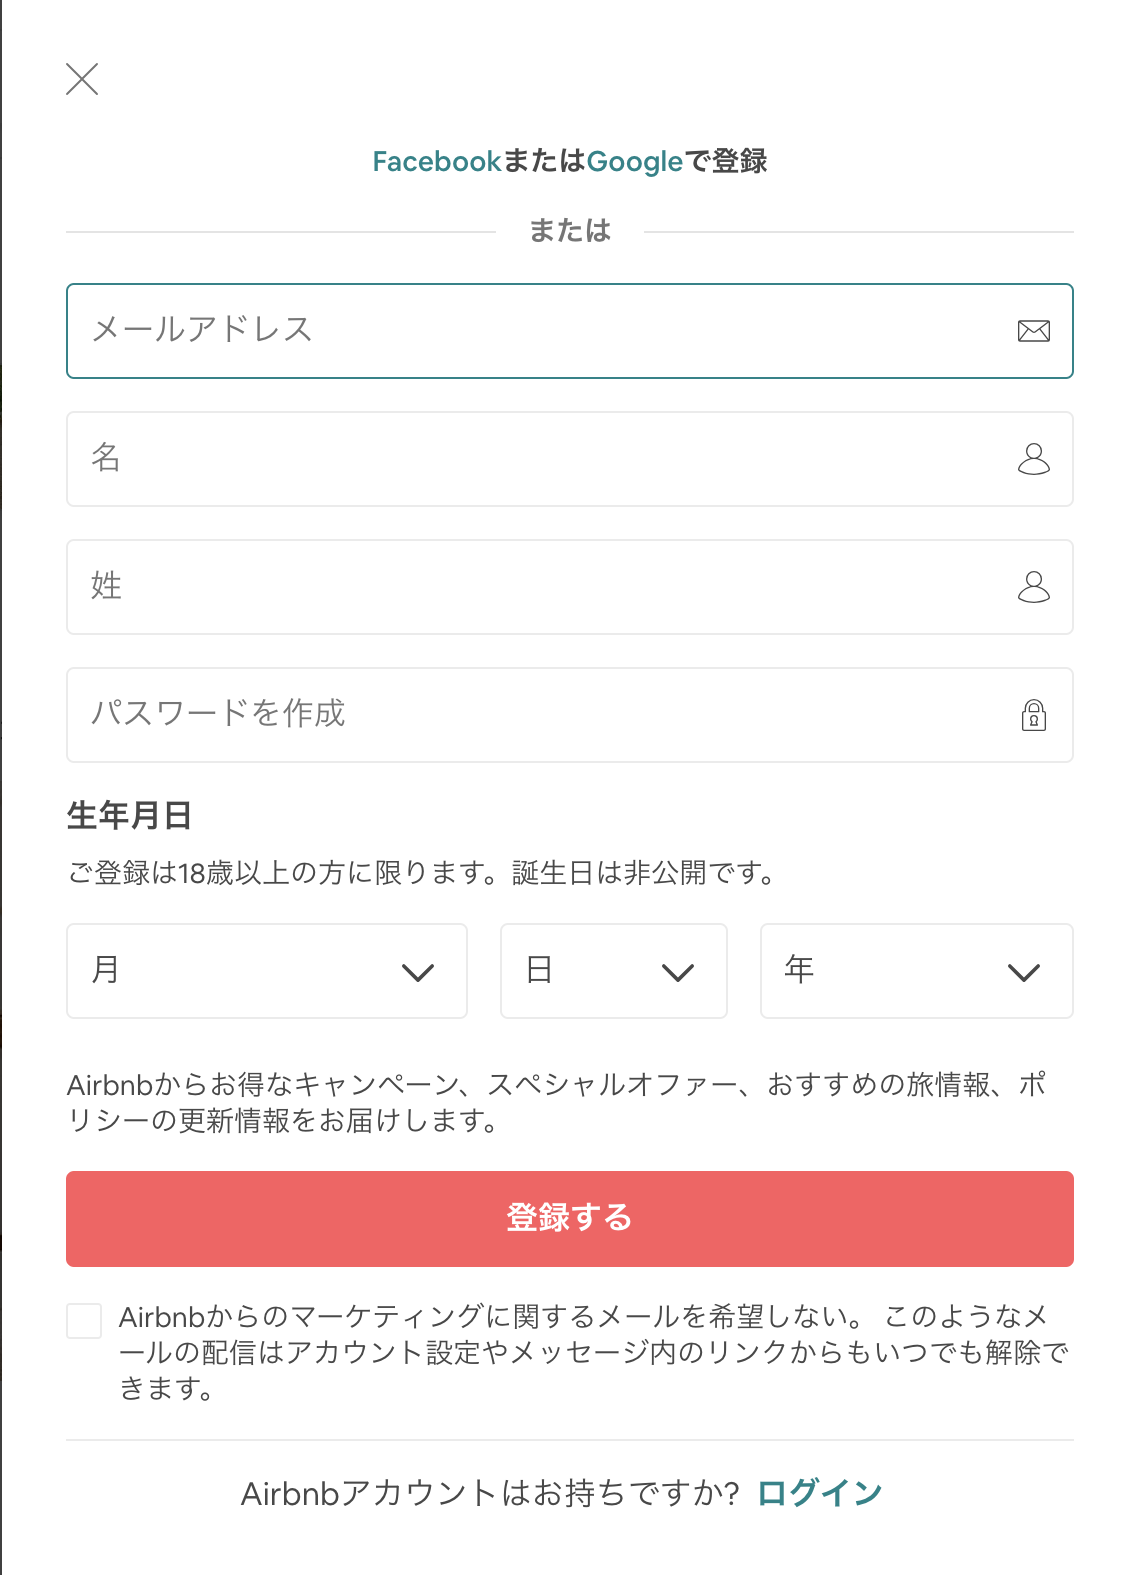 FacebookまたはGoogleで登録
または
メールアドレス
名
姓
パスワードを作成
生年月日
ご登録は18歳以上の方に限ります。誕生日は非公開です。
月 日 年
Airbnbからお得なキャンペーン、スペシャルオファー、おすすめの旅情報、ポ
リシーの更新情報をお届けします。
登録する
Airbnbからのマーケティングに関するメールを希望しない。 このようなメ
ールの配信はアカウント設定やメッセージ内のリンクからもいつでも解除で
きます。
Airbnbアカウントはお持ちですか? ログイン